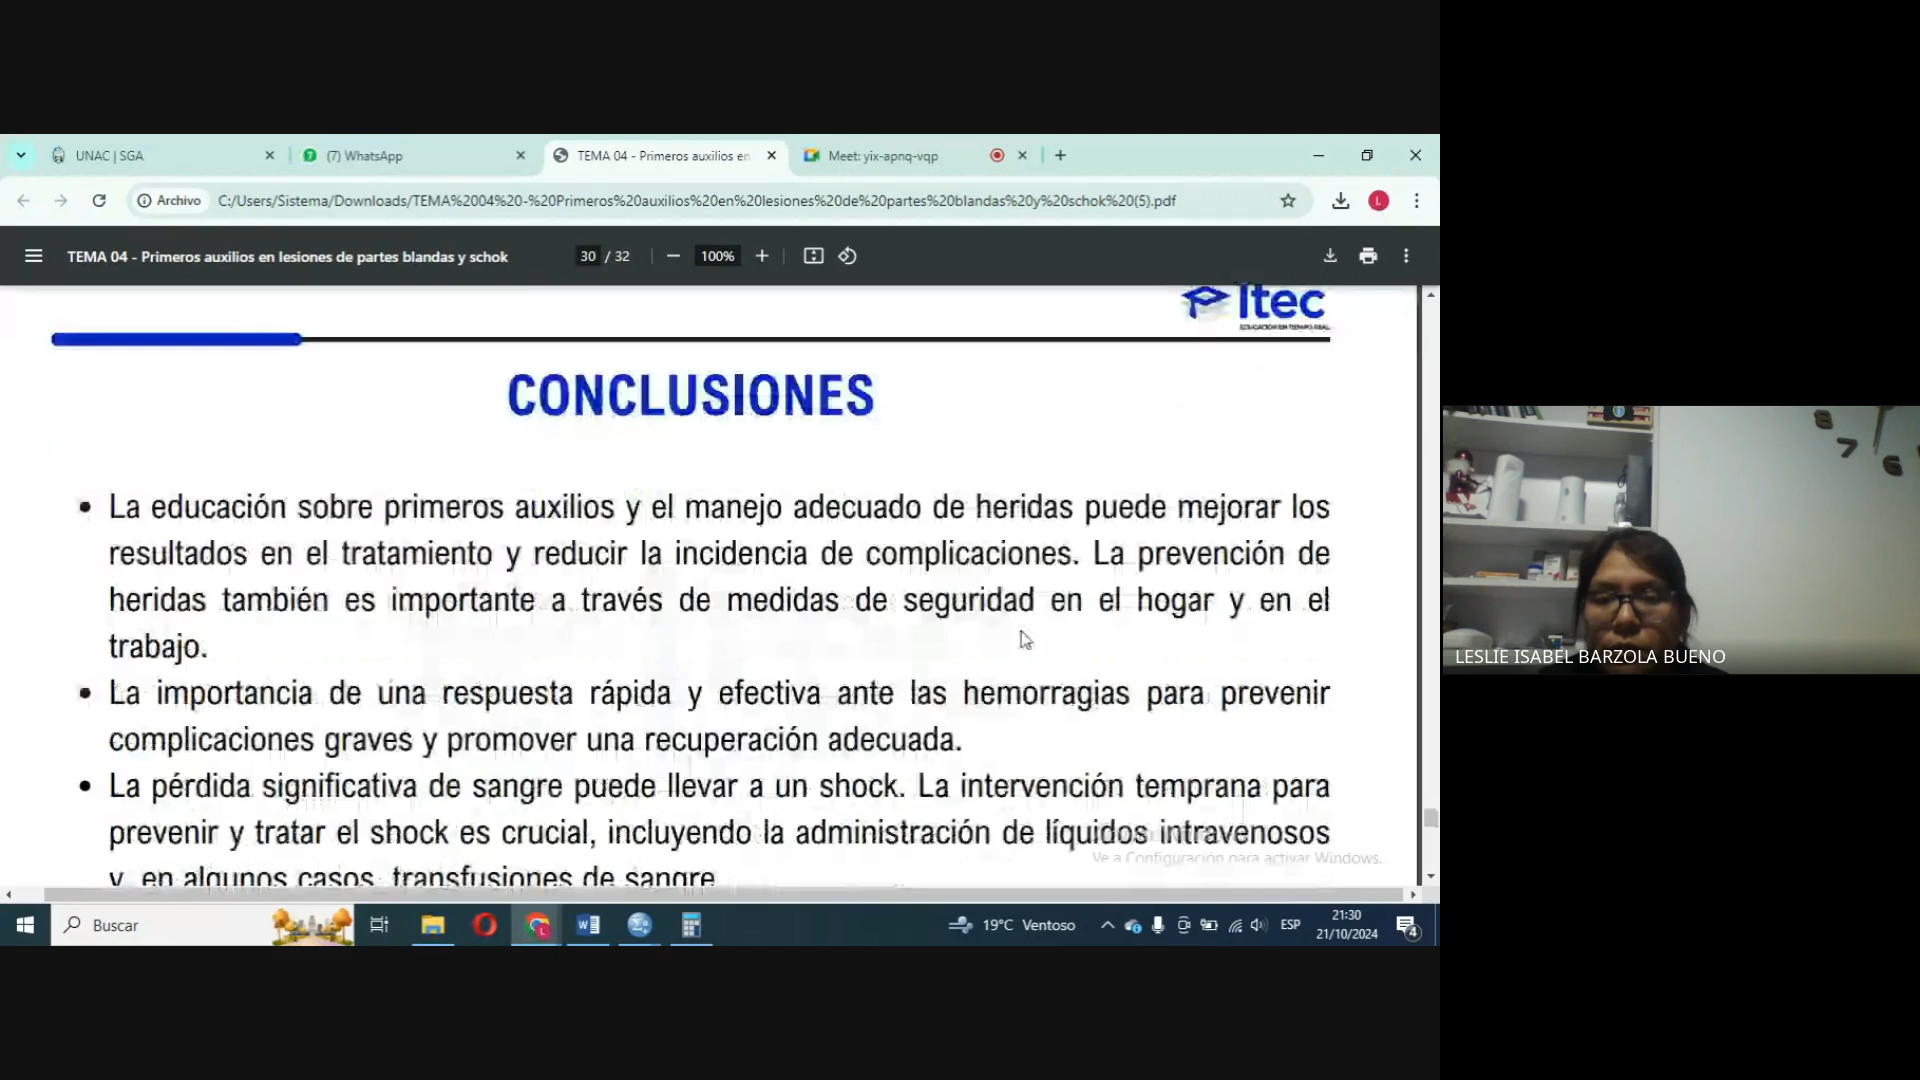 UNAC | SGA
(7) WhatsApp
TEMA 04 - Primeros auxilios en
Meet: yix-apnq-vqp
Archivo
C:/Users/Sistema/Downloads/TEMA%2004%20-%20Primeros%20auxilios%20en%20lesiones%20de%20partes%20blandas%20y%20schok%20(5).pdf
L
TEMA 04 - Primeros auxilios en lesiones de partes blandas y schok
30 / 32
100%
Itec
EDUCACIÓN EN TIEMPO REAL
CONCLUSIONES
• La educación sobre primeros auxilios y el manejo adecuado de heridas puede mejorar los
resultados en el tratamiento y reducir la incidencia de complicaciones. La prevención de
heridas también es importante a través de medidas de seguridad en el hogar y en el
trabajo.
• La importancia de una respuesta rápida y efectiva ante las hemorragias para prevenir
complicaciones graves y promover una recuperación adecuada.
• La pérdida significativa de sangre puede llevar a un shock. La intervención temprana para
prevenir y tratar el shock es crucial, incluyendo la administración de líquidos intravenosos
y, en algunos casos, transfusiones de sangre
Ve a Configuración para activar Windows.
Buscar
19°C Ventoso
ESP
21:30
21/10/2024
4
8
7
6
LESLIE ISABEL BARZOLA BUENO